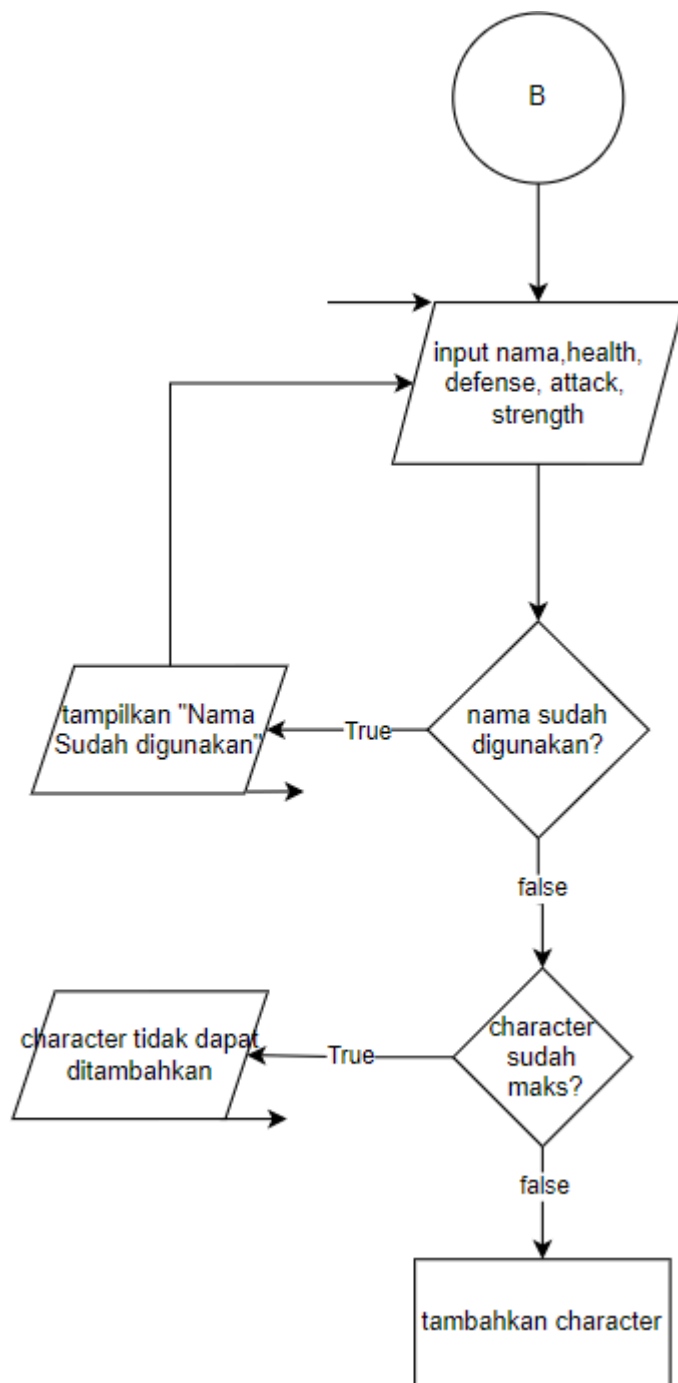 B
input nama,health,
defense, attack,
strength
nama sudah
digunakan?
True
tampilkan "Nama
Sudah digunakan"
false
character
sudah
maks?
True
character tidak dapat
ditambahkan
false
tambahkan character